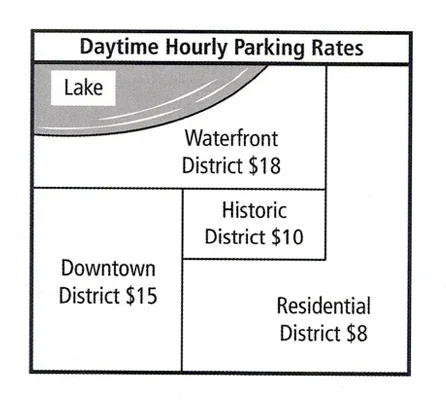 Daytime Hourly Parking Rates
Lake
Waterfront
District $18
Historic
District $10
Downtown
District $15
Residential
District $8